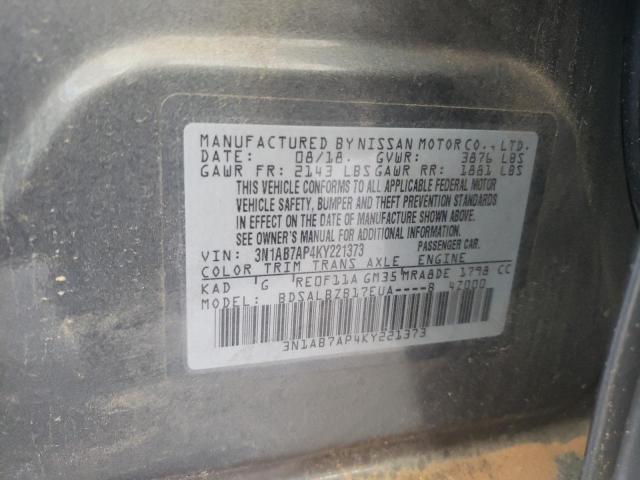 MANUFACTURED BY NISSAN MOTOR CO., LTD.
DATE: 08/18. GVWR: 3876 LBS
GAWR FR: 2143 LBS GAWR RR: 1881 LBS
THIS VEHICLE CONFORMS TO ALL APPLICABLE FEDERAL MOTOR
VEHICLE SAFETY, BUMPER AND THEFT PREVENTION STANDARDS
IN EFFECT ON THE DATE OF MANUFACTURE SHOWN ABOVE.
SEE OWNER'S MANUAL FOR ADDITIONAL INFORMATION.
VIN: 3N1AB7AP4KY221373 PASSENGER CAR.
COLOR TRIM TRANS AXLE ENGINE
KAD G RE0F11A GM35 MRA8DE 1798 CC
MODEL: BDSALBZB17EUA----B 4Z000
3N1AB7AP4KY221373